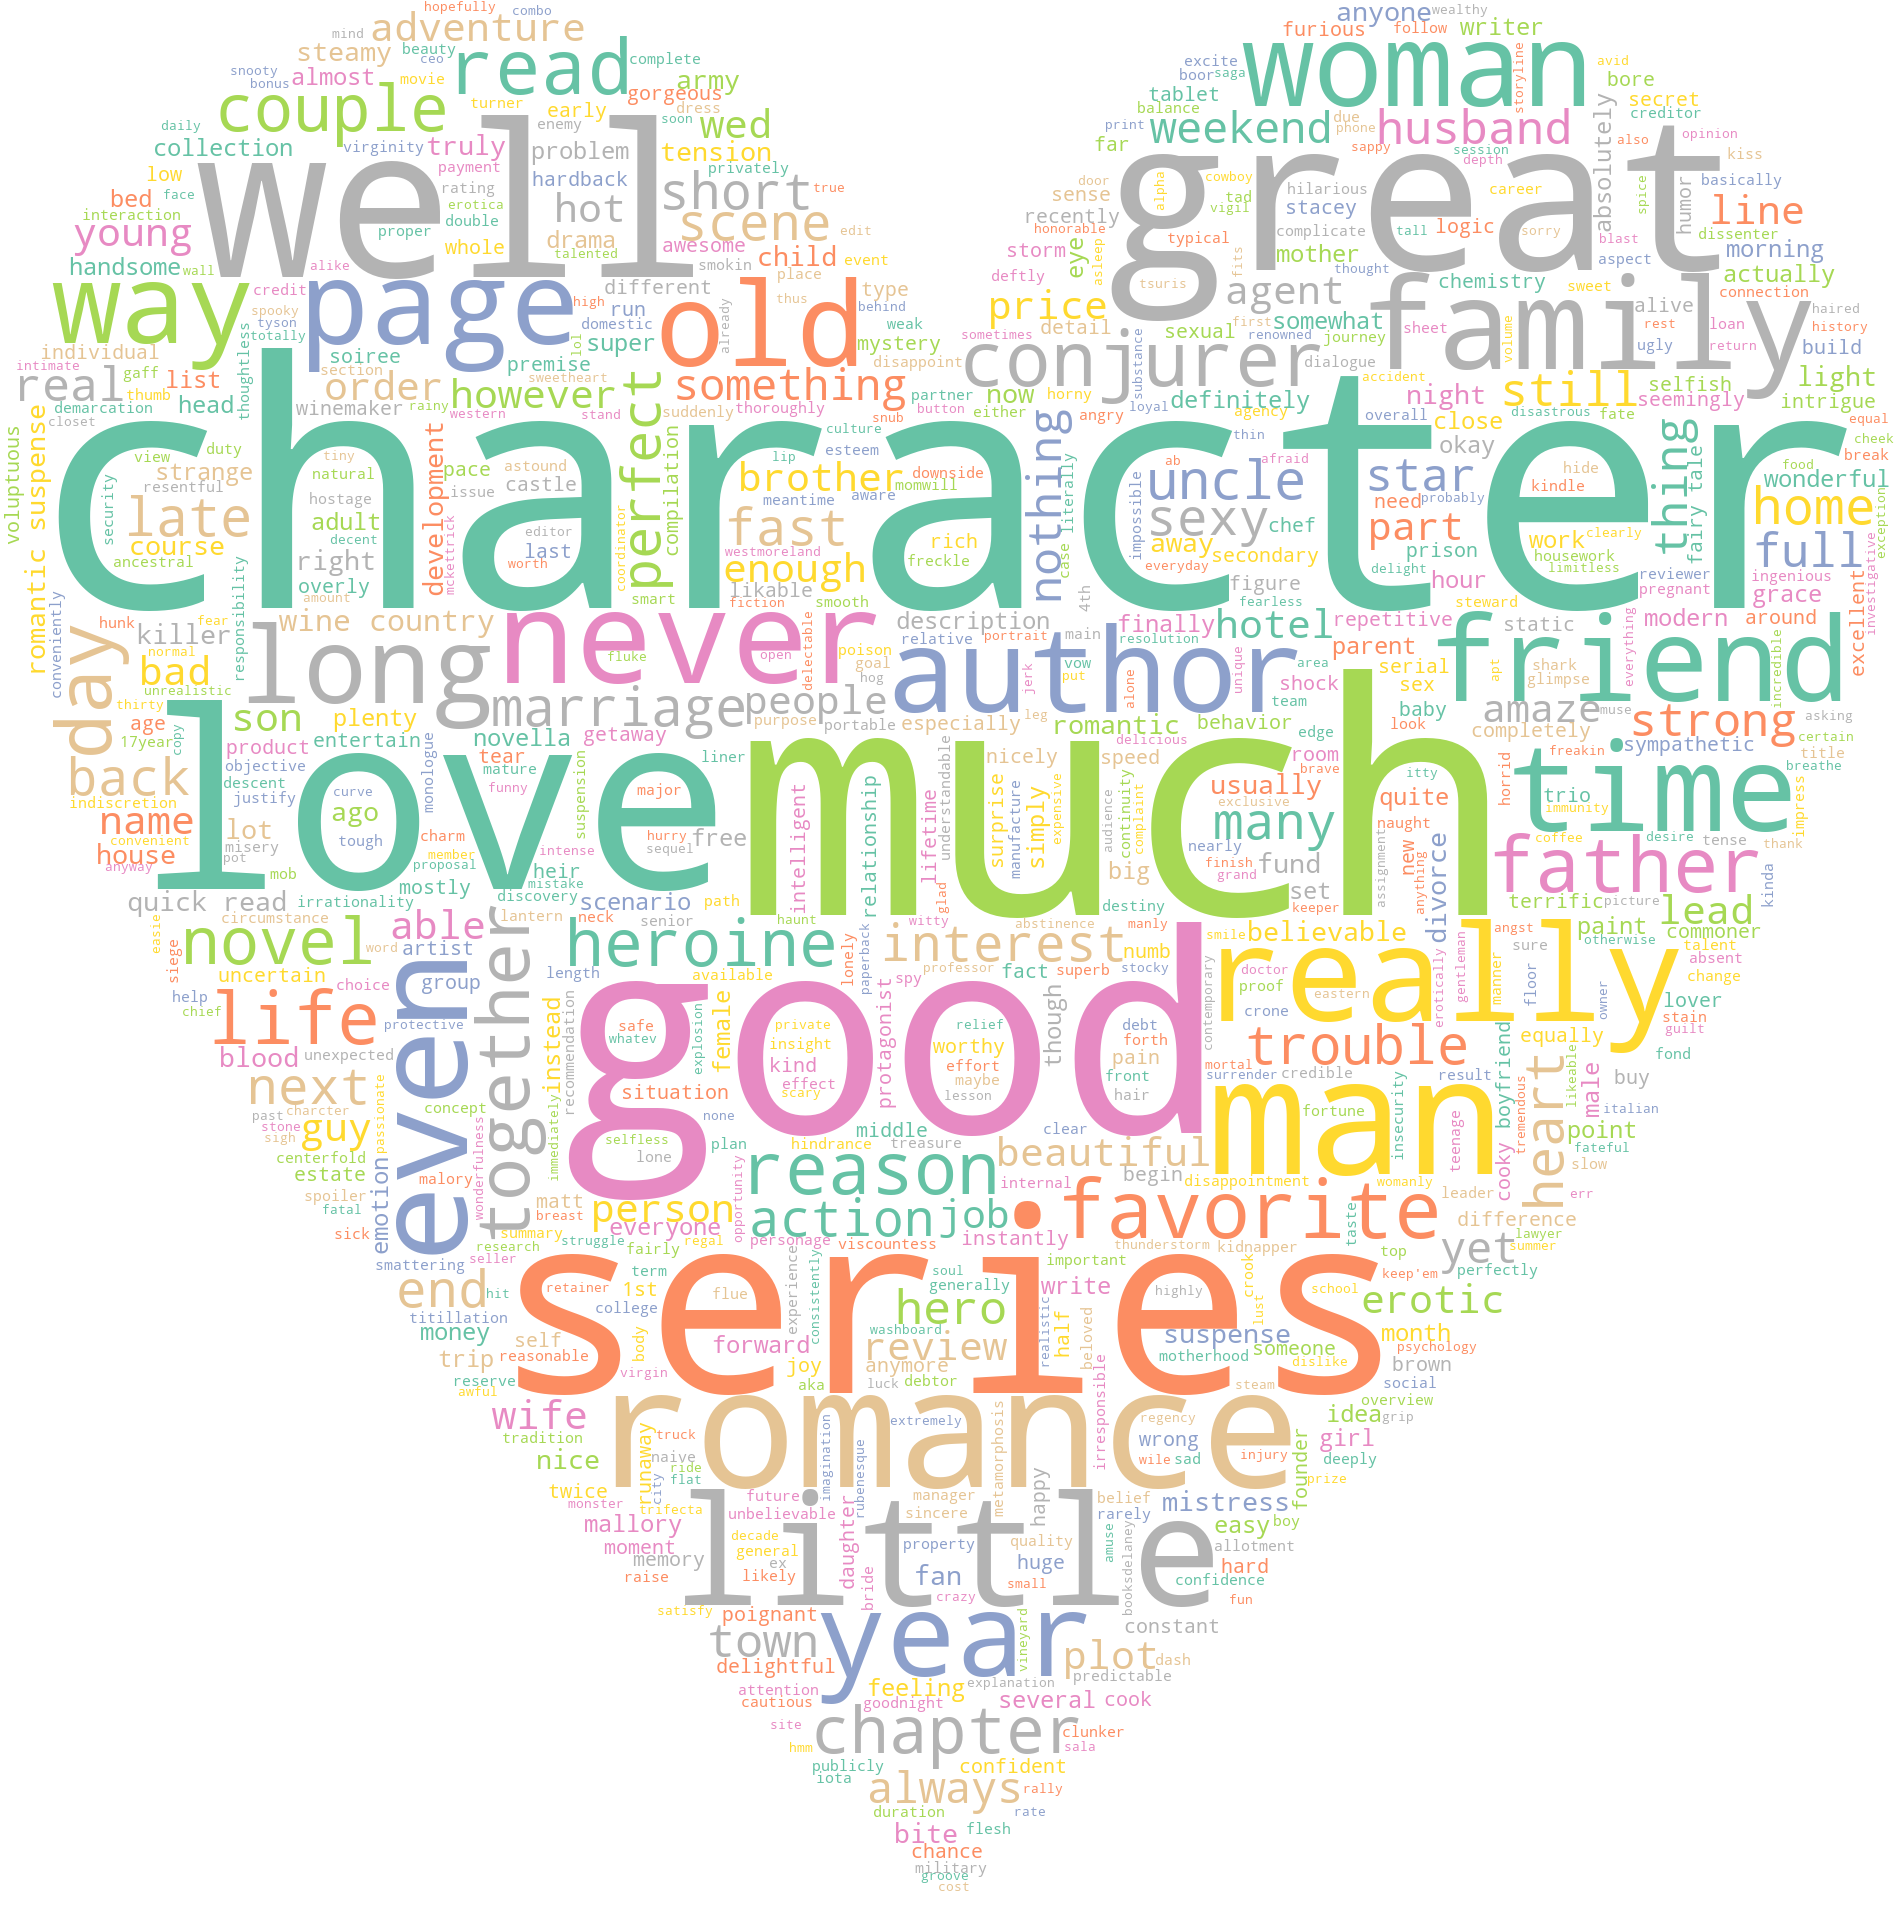 hopefully
combo
adventure
mind
steamy
beauty
read
complete
ceo
snooty
bonus
almost
movie
army
gorgeous
couple
turner
early
dress
soon
wed
enemy
daily
collection
virginity
truly
problem
tension
payment
privately
low
face
well
rating
hardback
short
true
bed
erotica
hot
interaction
double
scene
proper
young
whole
drama
talented
awesome
edit
handsome
wall
alike
smokin
child
event
way
credit
page
different
place
spooky
high
run
old
thus
type
behind
tyson
totally
domestic
already
weak
individual
soiree
super
mystery
intimate
real
gaff
list
thoughtless
section
premise
lol
disappoint
thumb
order
sweetheart
something
demarcation
head
winemaker
rainy
however
western
stand
perfect
suddenly
thoroughly
snub
partner
button
closet
anyone
wealthy
furious
follow
writer
woman
excite
boor
saga
storyline
avid
bore
tablet
secret
balance
creditor
print
weekend
due
phone
husband
also
opinion
far
sappy
session
depth
absolutely
kiss
door
cowboy
great
sense
alpha
tad
vigil
hilarious
stacey
career
humor
spice
basically
recently
honorable
complicate
tall
logic
sorry
line
dissenter
storm
eye
typical
mother
blast
morning
asleep
fits
thought
aspect
deftly
tsuris
chemistry
actually
price
agent
family
sweet
connection
detail
sexual
first
somewhat
alive
haired
sometimes
renowned
journey
sheet
volume
rest
loan
history
conjurer
ugly
return
build
substance
dialogue
now
horny
accident
still
selfish
light
either
loyal
definitely
night
seemingly
intrigue
angry
agency
overall
disastrous
fate
nothing
thin
close
equal
voluptuous
romantic suspense
character
view
duty
tiny
culture
lip
esteem
security
strange
natural
pace
astound
brother
downside
resentful
hostage
issue
castle
compilation
meantime
aware
momwill
literally
late
adult
development
editor
coordinator
fast
rich
course
decent
last
westmoreland
freckle
ancestral
right
worth
enough
case
overly
mckettrick
likable
conveniently
amount
smart
fiction
smooth
responsibility
ab
afraid
uncle
star
thing
cheek
break
impossible
okay
hide
food
wonderful
sexy
need
kindle
probably
fairy tale
home
chef
part
exception
away
secondary
prison
work
clearly
housework
full
everyday
delight
limitless
figure
hour
reviewer
ingenious
fearless
steward
pregnant
grace
investigative
day
hunk
fear
killer
wine country
never
description
4th
main
finally
hotel
repetitive
static
modern
around
normal
long
fluke
open
delectable
poison
relative
portrait
resolution
parent
everything
excellent
bad
goal
author
vow
unique
area
serial
shark
incredible
unrealistic
hog
put
jerk
shock
sex
apt
glimpse
friend
thirty
marriage
people
alone
team
baby
age
son
plenty
purpose
portable
especially
leg
romantic
behavior
look
amaze
muse
strong
asking
17year
copy
product
entertain
novella
getaway
delicious
edge
completely
certain
objective
monologue
tear
liner
nicely
speed
room
freakin
sympathetic
title
back
descent
love
mature
suspension
much
brave
itty
horrid
time
breathe
indiscretion
justify
curve
funny
major
relationship
understandable
usually
quite
trio
impress
name
ago
exclusive
immunity
convenient
lot
tough
charm
hurry
free
intelligent
lifetime
surprise
manufacture
simply
expensive
audience
continuity
complaint
many
naught
coffee
desire
house
misery
member
intense
sequel
nearly
new
divorce
tense
thank
anyway
pot
mob
proposal
heir
big
finish
fund
assignment
anything
father
mostly
mistake
grand
kinda
quick read
irrationality
discovery
scenario
path
glad
destiny
set
keeper
terrific
picture
circumstance
able
together
lantern
neck
senior
haunt
witty
abstinence
manly
angst
paint
lead
easie
novel
word
heroine
lonely
paperback
interest
numb
smile
believable
sure
otherwise
commoner
siege
artist
uncertain
length
available
professor
fact
superb
stocky
doctor
really
talent
absent
help
choice
even
group
spy
contemporary
proof
eastern
erotically
gentleman
manner
floor
change
chief
life
recommendation
instead
good
protagonist
though
crone
owner
lover
stain
protective
explosion
female
safe
whatev
private
insight
relief
worthy
debt
forth
trouble
equally
guilt
blood
unexpected
immediately
kind
effort
pain
mortal
fond
next
situation
effect
scary
maybe
lesson
front
hair
surrender
credible
man
result
cooky boyfriend
heart
likeable
male
buy
past
charcter
passionate
concept
none
fortune
insecurity
italian
stone
sigh
guy
wonderfulness
selfless
lone
plan
middle
hindrance
treasure
clear
teenage
tremendous
point
fateful
centerfold
emotion
beautiful
estate
malory
opportunity
reason
internal
begin
disappointment
womanly
slow
spoiler
matt
leader
err
fatal
breast
person
favorite
difference
sick
summary
everyone
action
job
taste
lawyer
research
struggle
fairly
regal
personage
viscountess
instantly
thunderstorm
kidnapper
yet
summer
smattering
seller
term
experience
consistently
soul
important
top
perfectly
end
series
retainer
1st
flue
generally
write
highly
crook
keep'em
school
hit
college
hero
lust
erotic
titillation
body
washboard
realistic
half
beloved
suspense
month
money
self
forward
review
motherhood
someone
psychology
trip
reasonable
joy
anymore
dislike
brown
reserve
virgin
aka
luck
debtor
irresponsible
steam
social
awful
romance
overview
wife
extremely
metamorphosis
regency
idea
grip
tradition
truck
imagination
rubenesque
wrong
founder
girl
nice
naive
ride
flat
wile
sad
injury
deeply
runaway
city
twice
monster
trifecta
future
manager
happy
belief
prize
mallory
unbelievable
daughter
sincere
rarely
mistress
moment
decade
little
quality
amuse
easy
boy
memory
general
property
booksdelaney
allotment
ex
huge
hard
raise
likely
bride
fan
small
confidence
crazy
fun
satisfy
poignant
year
vineyard
constant
town
plot
dash
delightful
predictable
attention
feeling
explanation
cautious
goodnight
several
cook
site
chapter
clunker
hmm
sala
publicly
confident
iota
always
rally
duration
rate
bite
flesh
chance
military
groove
cost